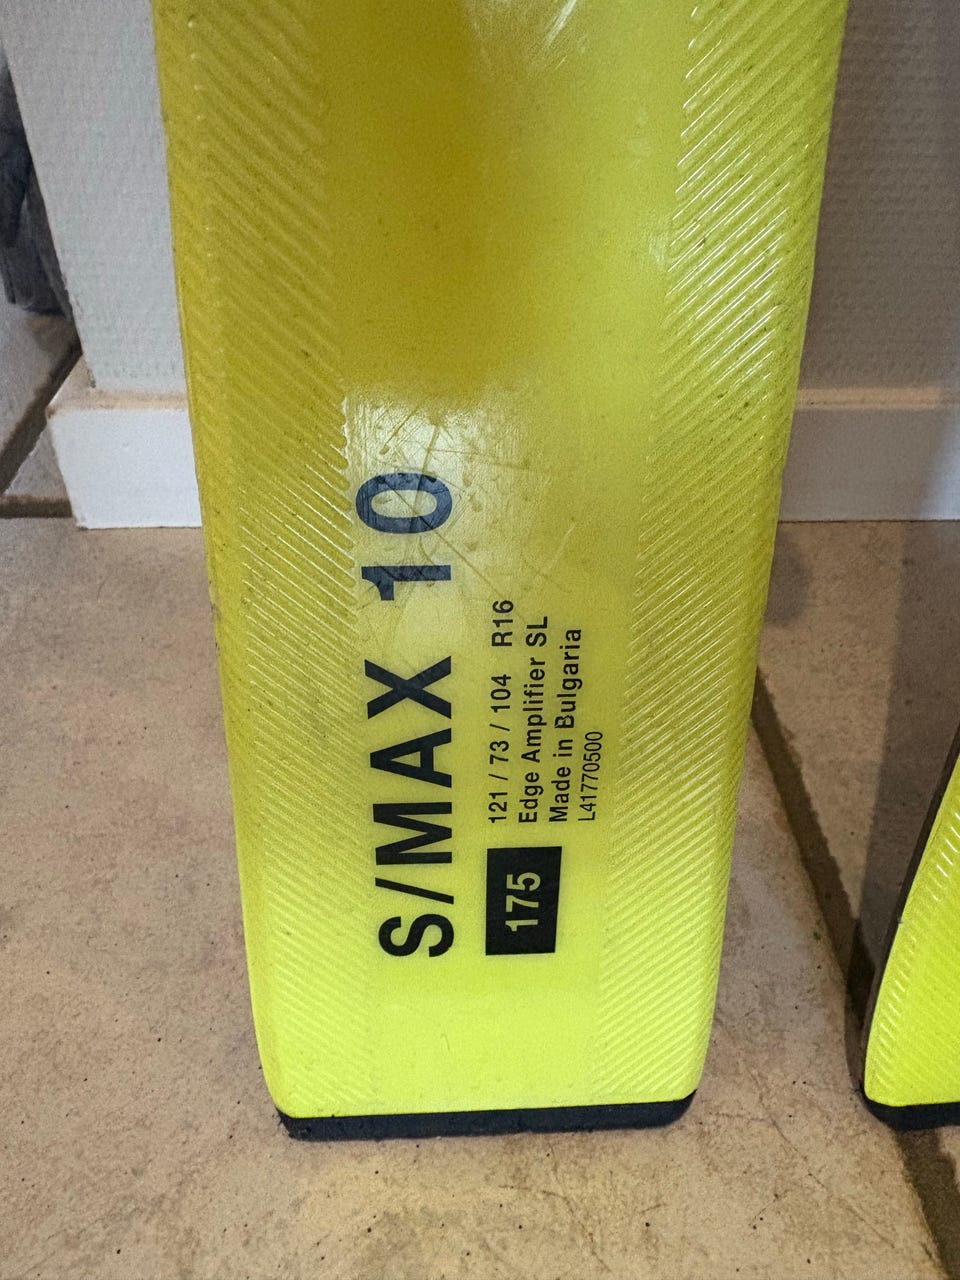 S/MAX 10
175
121 / 73 / 104 R16
Edge Amplifier SL
Made in Bulgaria
L41770500